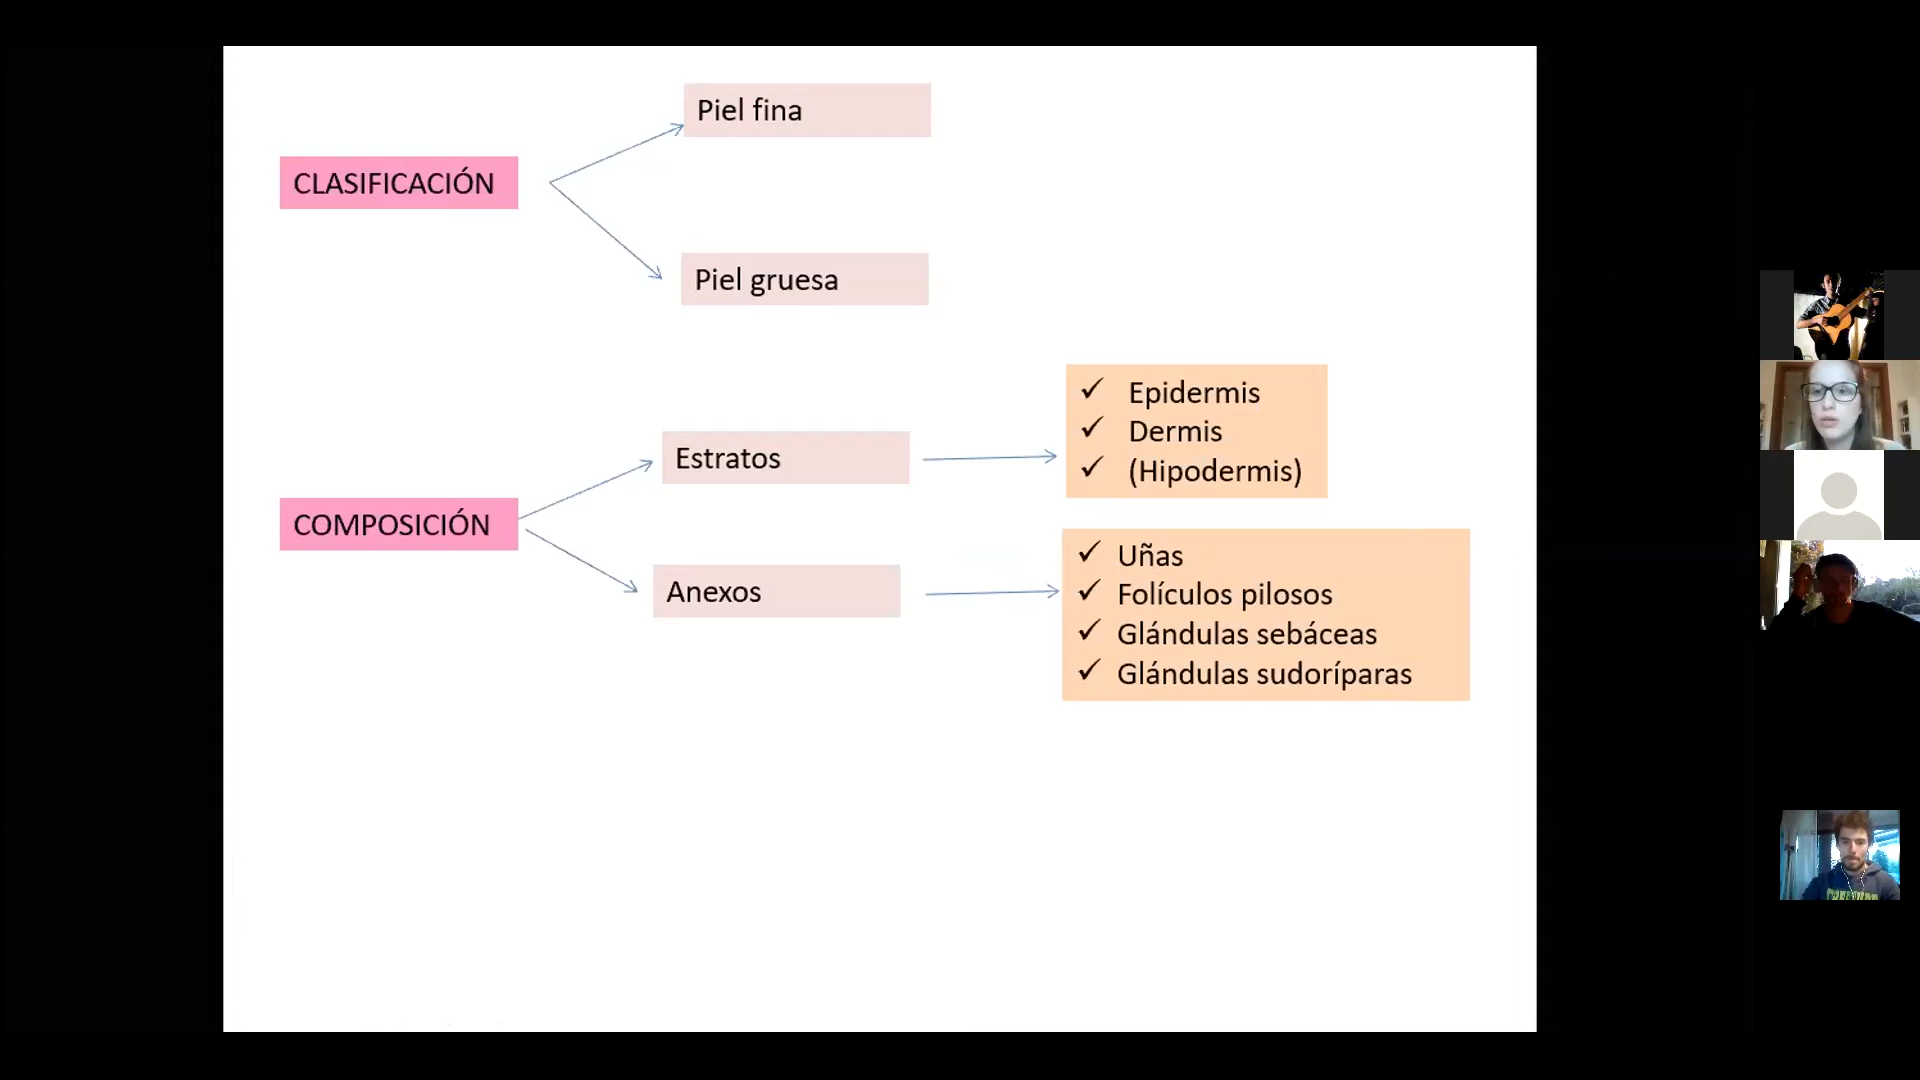 Piel fina
CLASIFICACIÓN
Piel gruesa
Estratos
✓ Epidermis
✓ Dermis
✓ (Hipodermis)
COMPOSICIÓN
Anexos
✓ Uñas
✓ Folículos pilosos
✓ Glándulas sebáceas
✓ Glándulas sudoríparas